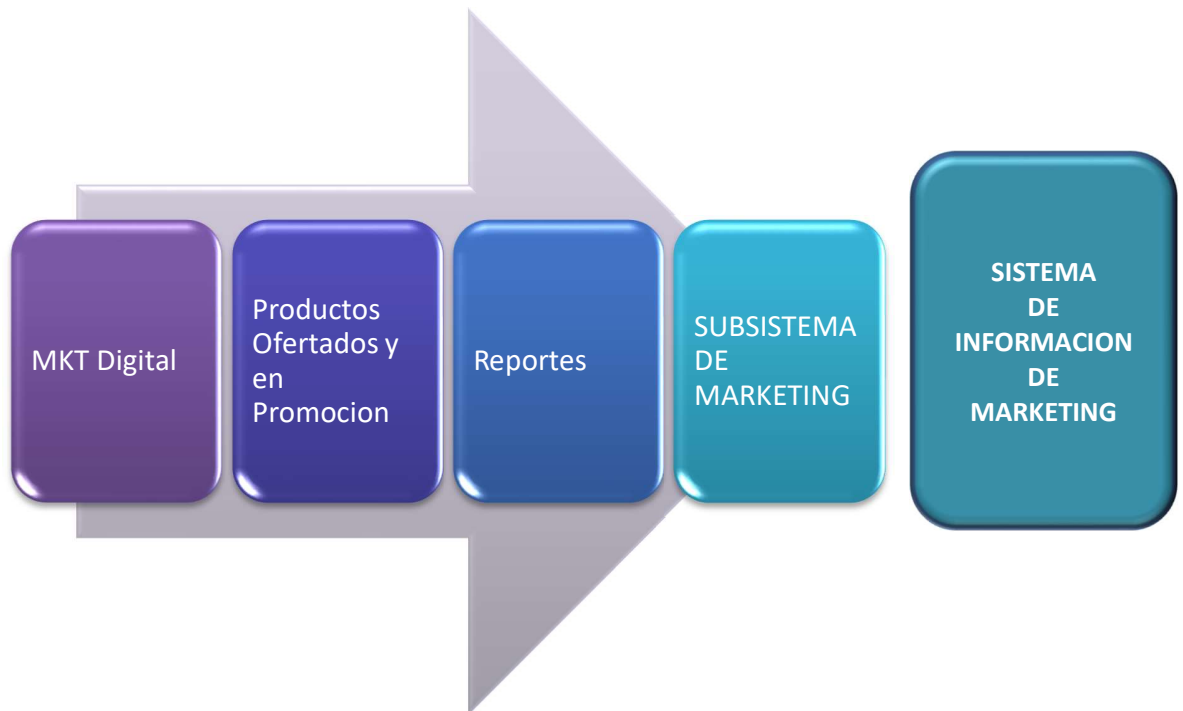 MKT Digital
Productos
Ofertados y
en
Promocion
Reportes
SUBSISTEMA
DE
MARKETING
SISTEMA
DE
INFORMACION
DE
MARKETING